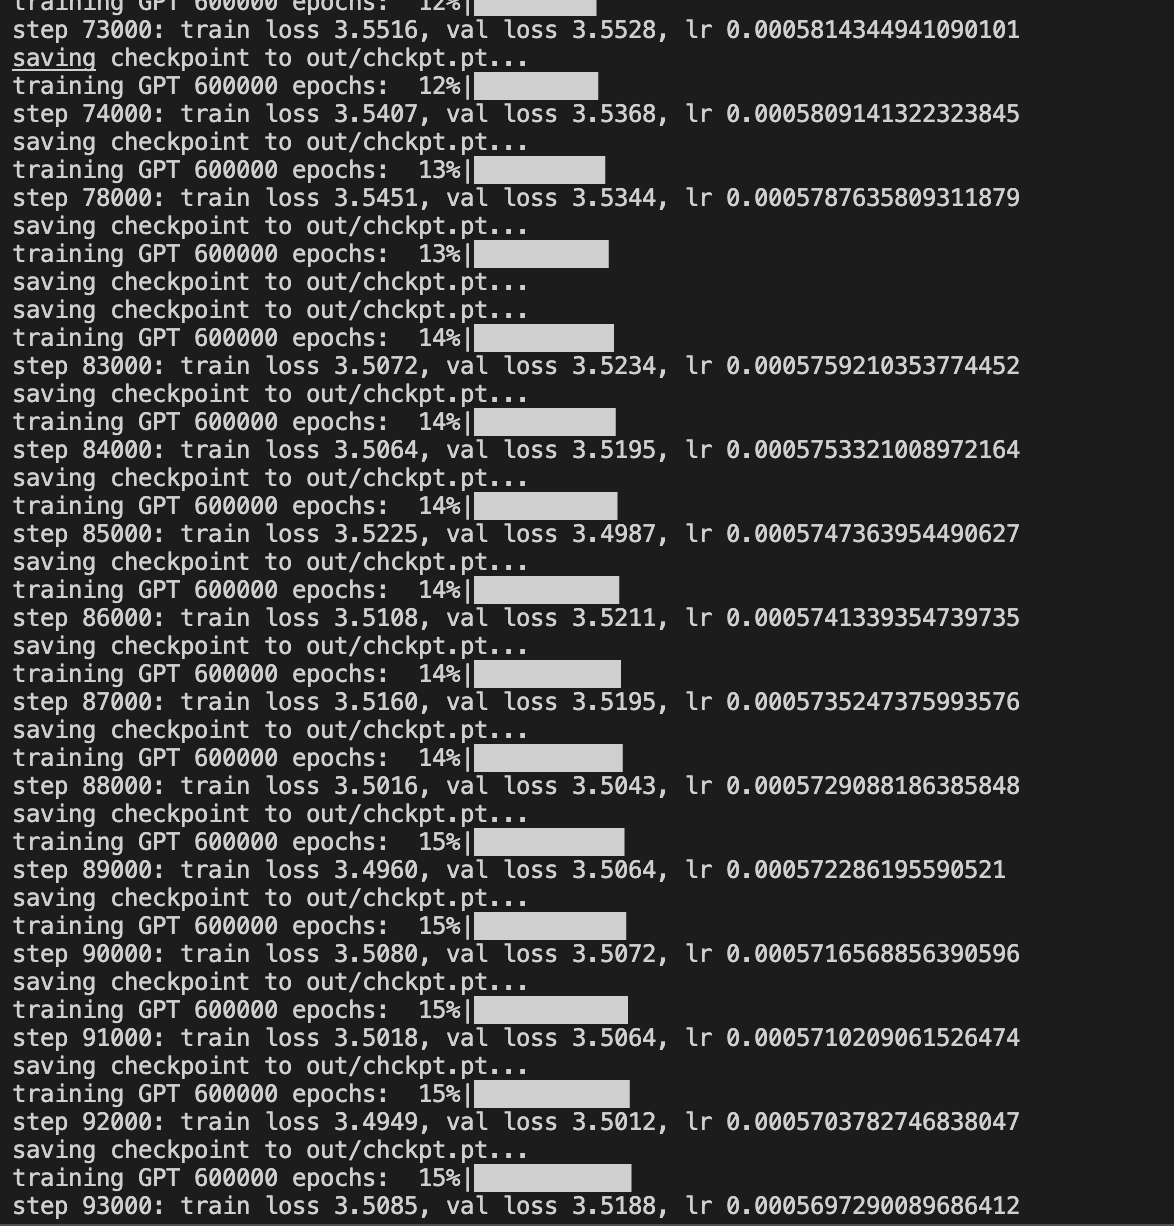 training GPT 600000 epochs:  12%|
step 73000: train loss 3.5516, val loss 3.5528, lr 0.0005814344941090101
saving checkpoint to out/chckpt.pt...
training GPT 600000 epochs:  12%|
step 74000: train loss 3.5407, val loss 3.5368, lr 0.0005809141322323845
saving checkpoint to out/chckpt.pt...
training GPT 600000 epochs:  13%|
step 78000: train loss 3.5451, val loss 3.5344, lr 0.0005787635809311879
saving checkpoint to out/chckpt.pt...
training GPT 600000 epochs:  13%|
saving checkpoint to out/chckpt.pt...
saving checkpoint to out/chckpt.pt...
training GPT 600000 epochs:  14%|
step 83000: train loss 3.5072, val loss 3.5234, lr 0.0005759210353774452
saving checkpoint to out/chckpt.pt...
training GPT 600000 epochs:  14%|
step 84000: train loss 3.5064, val loss 3.5195, lr 0.0005753321008972164
saving checkpoint to out/chckpt.pt...
training GPT 600000 epochs:  14%|
step 85000: train loss 3.5225, val loss 3.4987, lr 0.0005747363954490627
saving checkpoint to out/chckpt.pt...
training GPT 600000 epochs:  14%|
step 86000: train loss 3.5108, val loss 3.5211, lr 0.0005741339354739735
saving checkpoint to out/chckpt.pt...
training GPT 600000 epochs:  14%|
step 87000: train loss 3.5160, val loss 3.5195, lr 0.0005735247375993576
saving checkpoint to out/chckpt.pt...
training GPT 600000 epochs:  14%|
step 88000: train loss 3.5016, val loss 3.5043, lr 0.0005729088186385848
saving checkpoint to out/chckpt.pt...
training GPT 600000 epochs:  15%|
step 89000: train loss 3.4960, val loss 3.5064, lr 0.000572286195590521
saving checkpoint to out/chckpt.pt...
training GPT 600000 epochs:  15%|
step 90000: train loss 3.5080, val loss 3.5072, lr 0.0005716568856390596
saving checkpoint to out/chckpt.pt...
training GPT 600000 epochs:  15%|
step 91000: train loss 3.5018, val loss 3.5064, lr 0.0005710209061526474
saving checkpoint to out/chckpt.pt...
training GPT 600000 epochs:  15%|
step 92000: train loss 3.4949, val loss 3.5012, lr 0.0005703782746838047
saving checkpoint to out/chckpt.pt...
training GPT 600000 epochs:  15%|
step 93000: train loss 3.5085, val loss 3.5188, lr 0.0005697290089686412